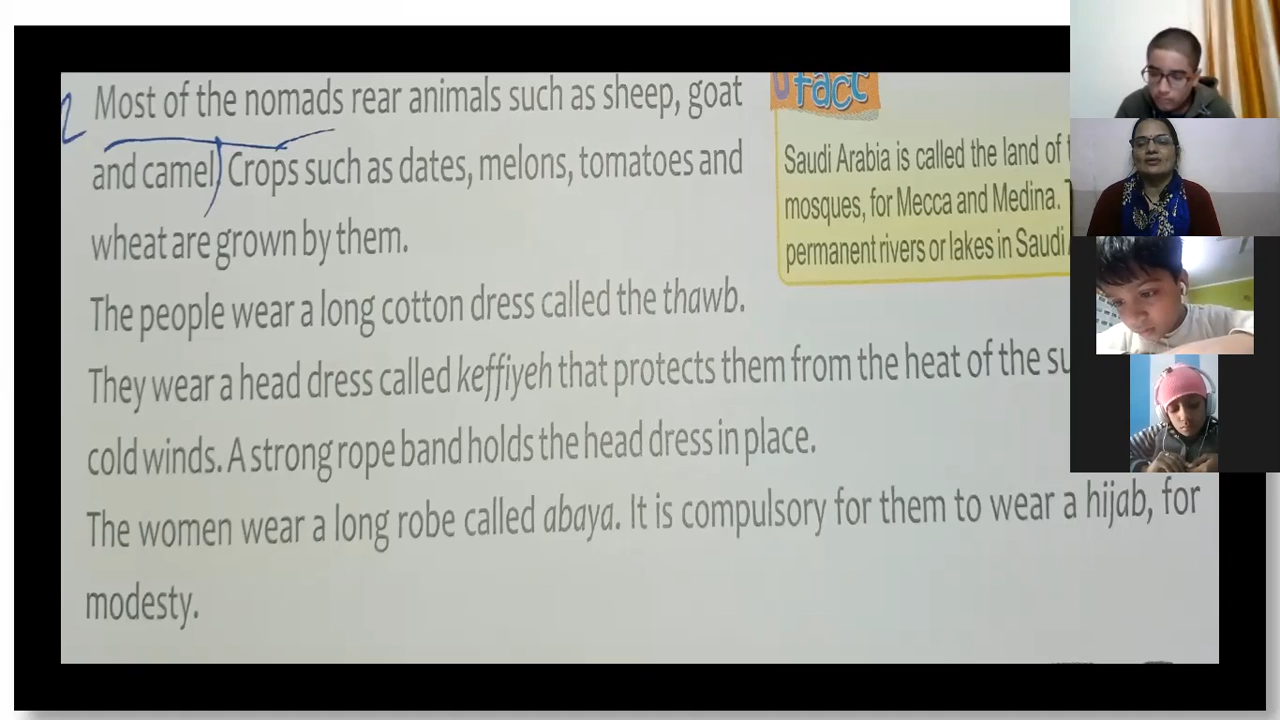 2 Most of the nomads rear animals such as sheep, goat
and camel) Crops such as dates, melons, tomatoes and
wheat are grown by them.
The people wear a long cotton dress called the thawb.
They wear a head dress called keffiyeh that protects them from the heat of the
cold winds. A strong rope band holds the head dress in place.
The women wear a long robe called abaya. It is compulsory for them to wear a hijab, for
modesty.
fact
Saudi Arabia is called the land of
mosques, for Mecca and Medina.
permanent rivers or lakes in Saudi